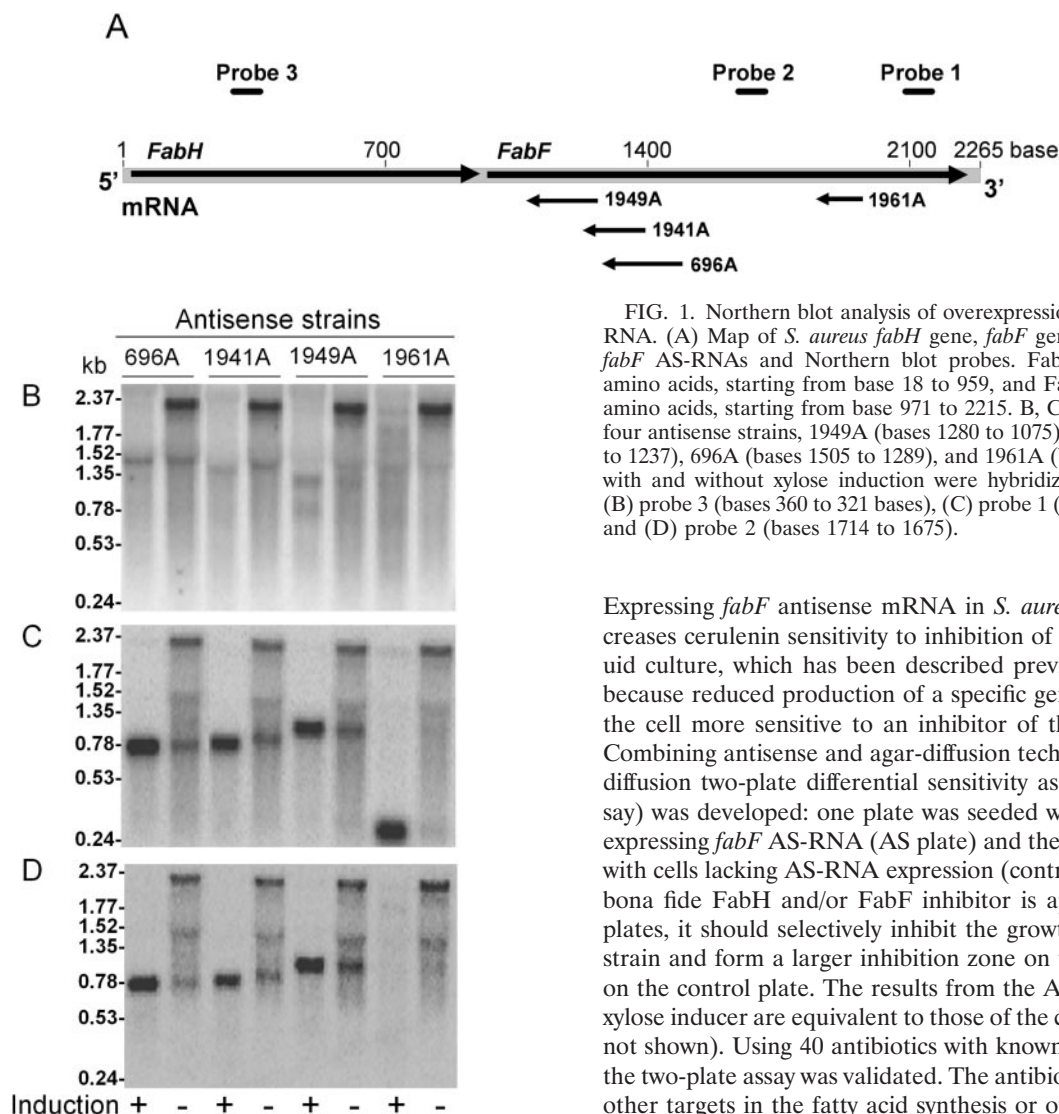 A
Probe 3 Probe 2 Probe 1
1 FabH 700 FabF 1400 2100 2265 base
5' 3'
mRNA
1949A 1961A
1941A
696A
Antisense strains
696A 1941A 1949A 1961A
kb
B
2.37-
1.77-
1.52-
1.35-
0.78-
0.53-
0.24-
C
2.37-
1.77-
1.52-
1.35-
0.78-
0.53-
0.24-
D
2.37-
1.77-
1.52-
1.35-
0.78-
0.53-
0.24-
Induction + - + - + - + -
FIG. 1. Northern blot analysis of overexpressio
RNA. (A) Map of S. aureus fabH gene, fabF gen
fabF AS-RNAs and Northern blot probes. Fab
amino acids, starting from base 18 to 959, and Fa
amino acids, starting from base 971 to 2215. B, C
four antisense strains, 1949A (bases 1280 to 1075)
to 1237), 696A (bases 1505 to 1289), and 1961A (
with and without xylose induction were hybridiz
(B) probe 3 (bases 360 to 321 bases), (C) probe 1 (
and (D) probe 2 (bases 1714 to 1675).
Expressing fabF antisense mRNA in S. aure
creases cerulenin sensitivity to inhibition of
uid culture, which has been described prev
because reduced production of a specific gen
the cell more sensitive to an inhibitor of th
Combining antisense and agar-diffusion tech
diffusion two-plate differential sensitivity as
say) was developed: one plate was seeded w
expressing fabF AS-RNA (AS plate) and the
with cells lacking AS-RNA expression (contr
bona fide FabH and/or FabF inhibitor is a
plates, it should selectively inhibit the growt
strain and form a larger inhibition zone on
on the control plate. The results from the A
xylose inducer are equivalent to those of the c
not shown). Using 40 antibiotics with known
the two-plate assay was validated. The antibio
other targets in the fatty acid synthesis or o